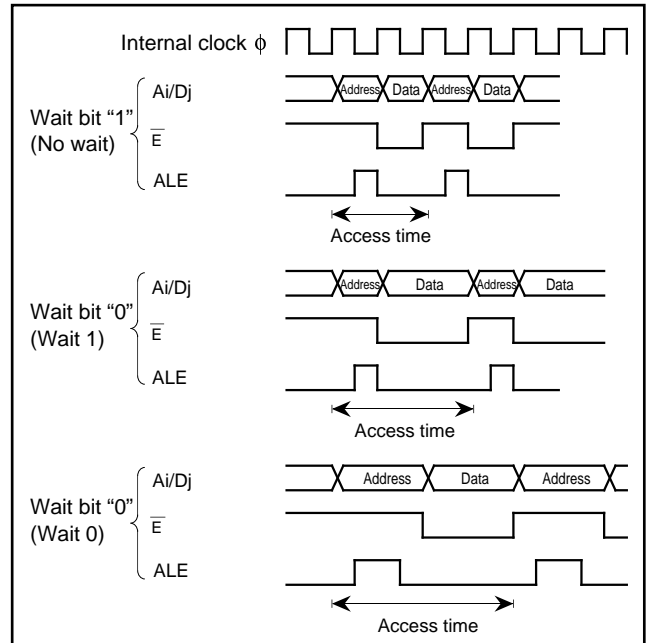 Internal clock ϕ
Wait bit “1”
(No wait)
Ai/Dj
Address Data Address Data
E
ALE
Access time
Wait bit “0”
(Wait 1)
Ai/Dj
Address Data Address Data
E
ALE
Access time
Wait bit “0”
(Wait 0)
Ai/Dj
Address Data Address
E
ALE
Access time